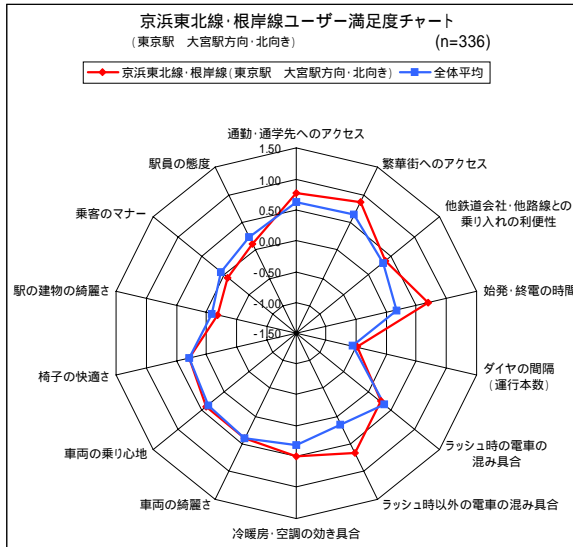 京浜東北線・根岸線ユーザー満足度チャート
(東京駅　大宮駅方向・北向き)
(n=336)
京浜東北線・根岸線(東京駅　大宮駅方向・北向き)
全体平均
通勤・通学先へのアクセス
繁華街へのアクセス
他鉄道会社・他路線との
乗り入れの利便性
始発・終電の時間
ダイヤの間隔
(運行本数)
ラッシュ時の電車の
混み具合
ラッシュ時以外の電車の混み具合
冷暖房・空調の効き具合
車両の綺麗さ
車両の乗り心地
椅子の快適さ
駅の建物の綺麗さ
乗客のマナー
駅員の態度
1.50
1.00
0.50
0.00
-0.50
-1.00
-1.50